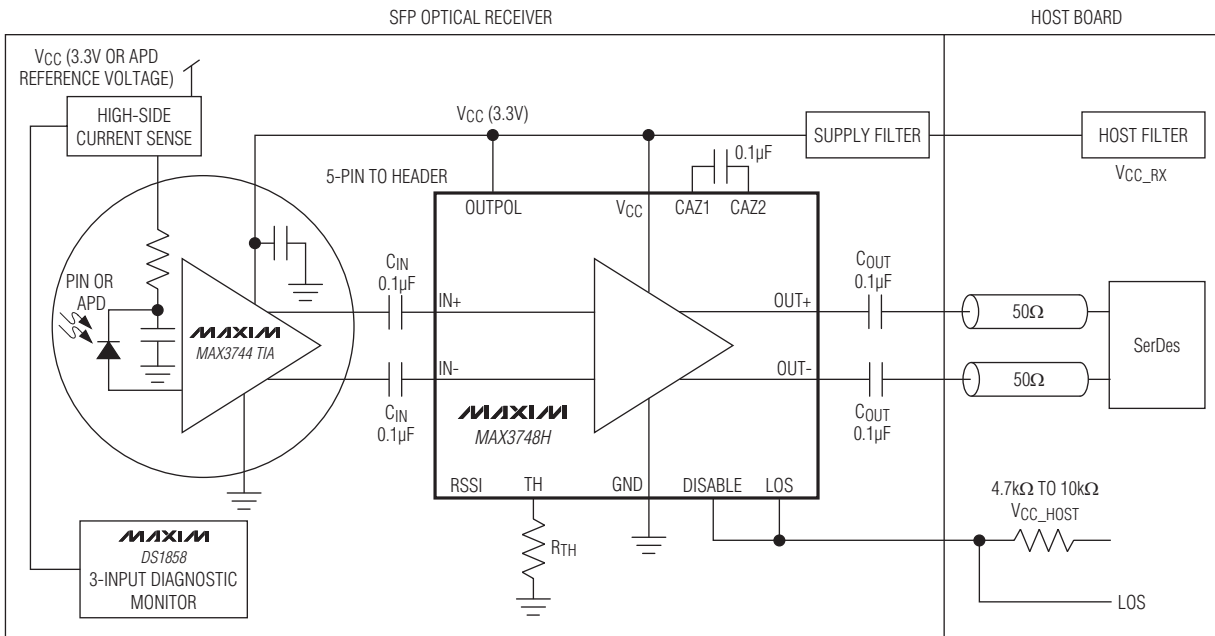 SFP OPTICAL RECEIVER
HOST BOARD
VCC (3.3V OR APD
REFERENCE VOLTAGE)
HIGH-SIDE
CURRENT SENSE
VCC (3.3V)
SUPPLY FILTER
HOST FILTER
VCC_RX
0.1µF
5-PIN TO HEADER
OUTPOL
VCC
CAZ1
CAZ2
PIN OR
APD
MAXIM
MAX3744 TIA
CIN
0.1µF
IN+
OUT+
COUT
0.1µF
50Ω
SerDes
IN-
OUT-
50Ω
CIN
0.1µF
MAXIM
MAX3748H
COUT
0.1µF
RSSI
TH
GND
DISABLE
LOS
4.7kΩ TO 10kΩ
VCC_HOST
RTH
MAXIM
DS1858
3-INPUT DIAGNOSTIC
MONITOR
LOS